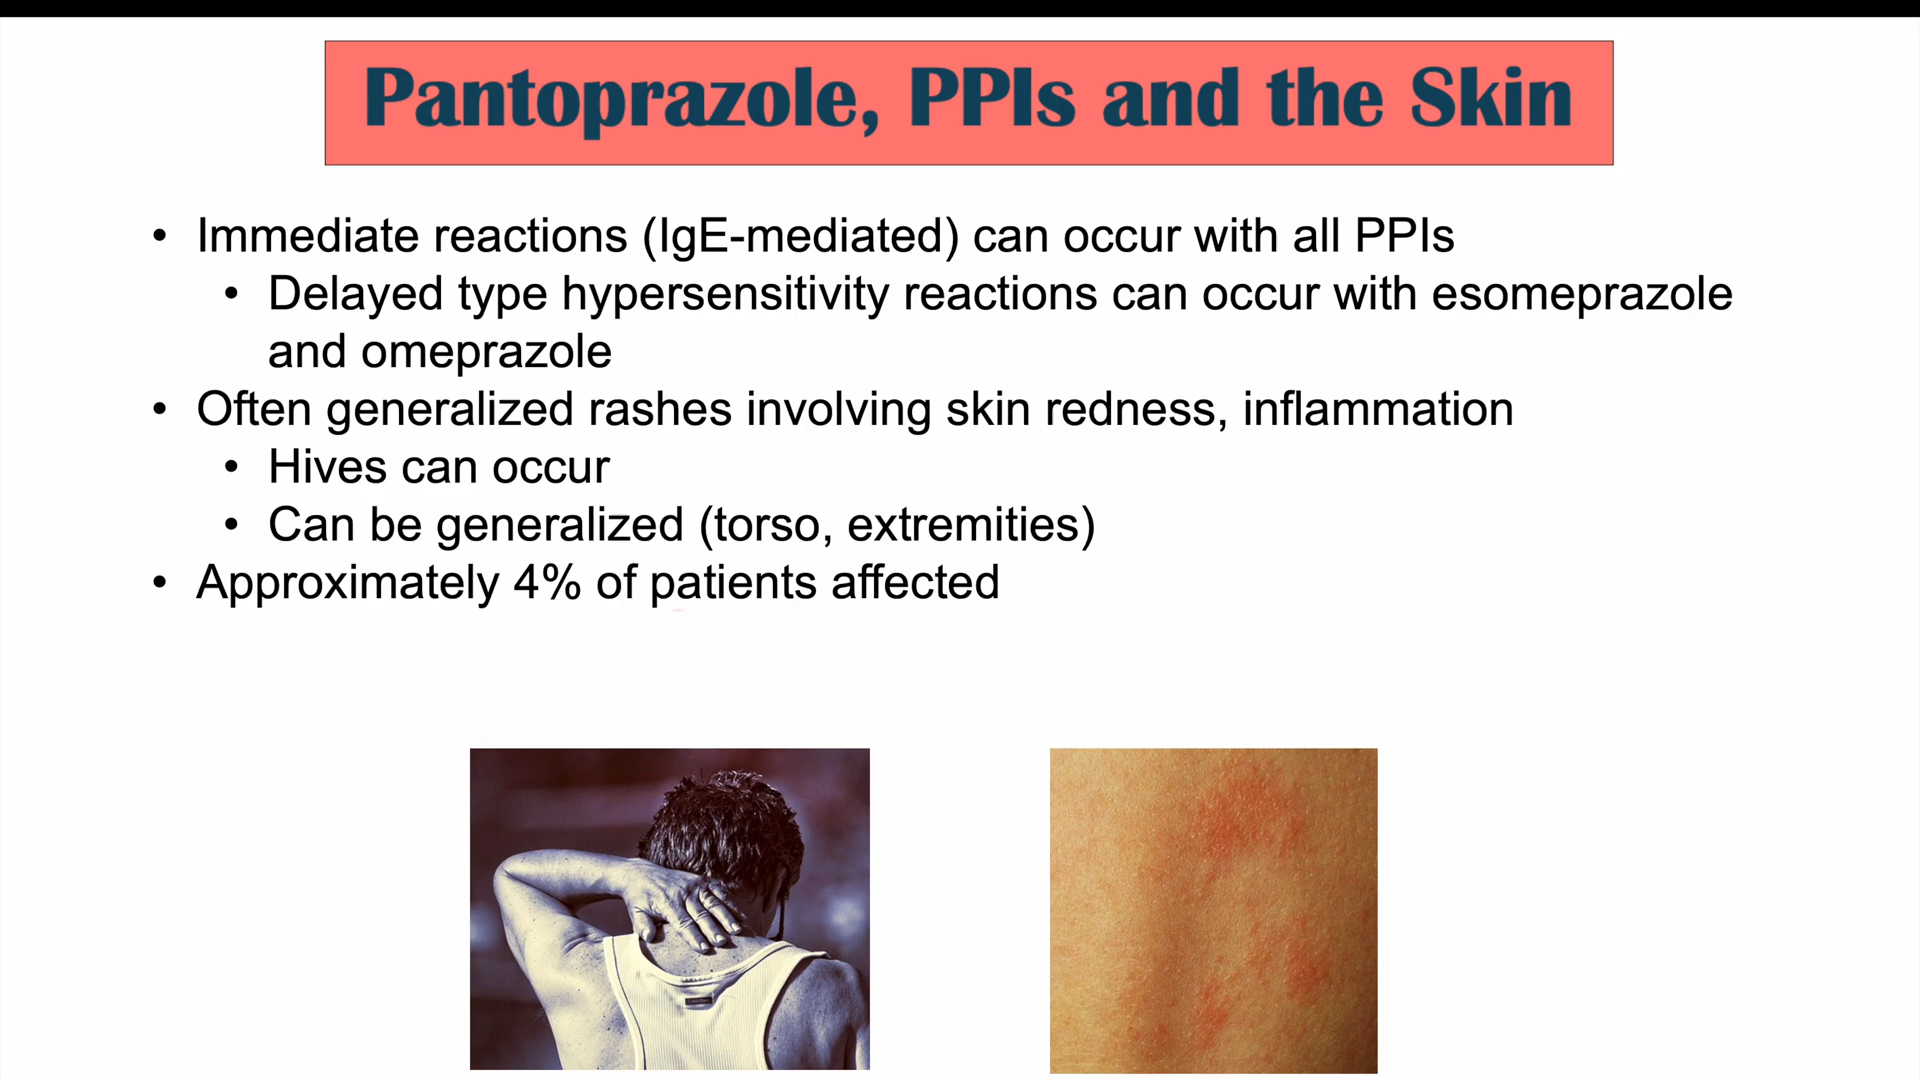 Pantoprazole, PPIs and the Skin
• Immediate reactions (IgE-mediated) can occur with all PPIs
• Delayed type hypersensitivity reactions can occur with esomeprazole
and omeprazole
• Often generalized rashes involving skin redness, inflammation
• Hives can occur
• Can be generalized (torso, extremities)
• Approximately 4% of patients affected